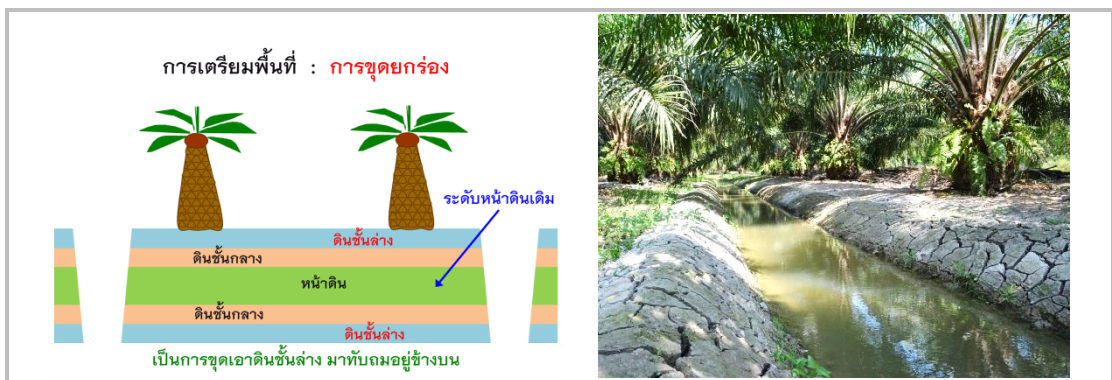 การเตรียมพื้นที่ : การขุดยกร่อง
ระดับหน้าดินเดิม
ดินชั้นล่าง
ดินชั้นกลาง
หน้าดิน
ดินชั้นกลาง
ดินชั้นล่าง
เป็นการขุดเอาดินชั้นล่าง มาทับถมอยู่ข้างบน